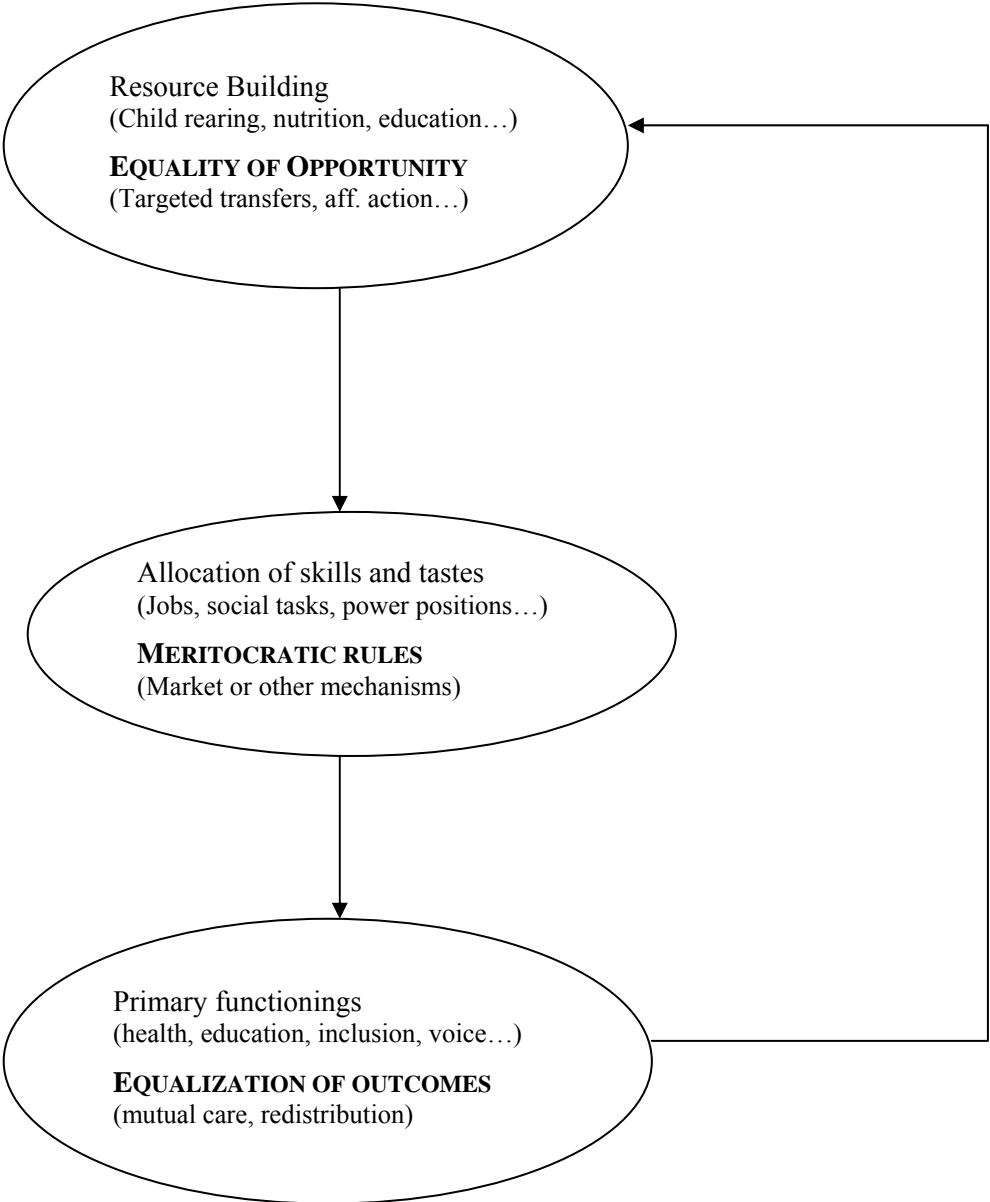 Resource Building
(Child rearing, nutrition, education…)
EQUALITY OF OPPORTUNITY
(Targeted transfers, aff. action…)
Allocation of skills and tastes
(Jobs, social tasks, power positions…)
MERITOCRATIC RULES
(Market or other mechanisms)
Primary functionings
(health, education, inclusion, voice…)
EQUALIZATION OF OUTCOMES
(mutual care, redistribution)